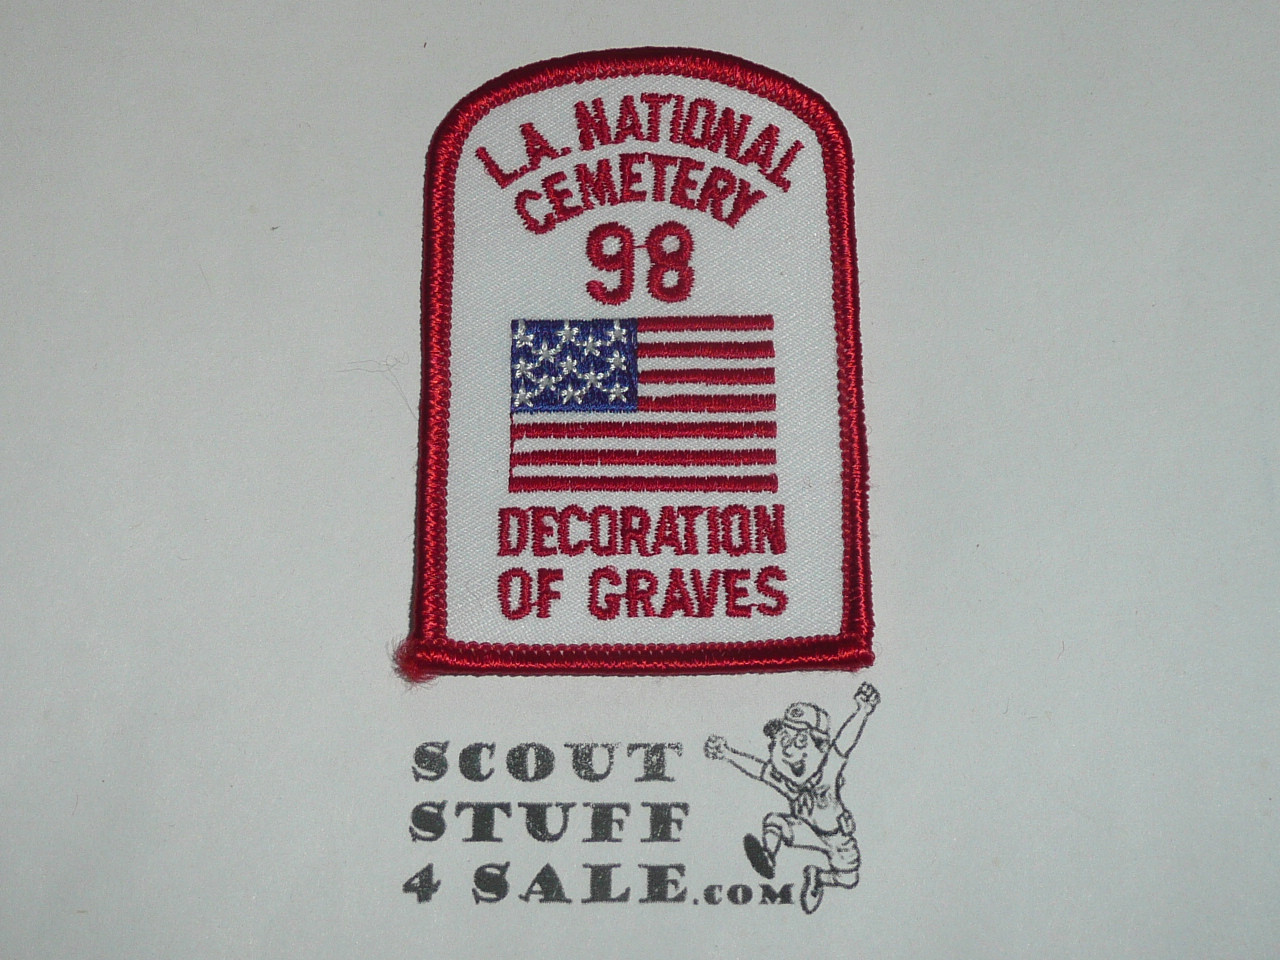 L.A. NATIONAL
CEMETERY
98
DECORATION
OF GRAVES
SCOUT
STUFF
4 SALE.COM